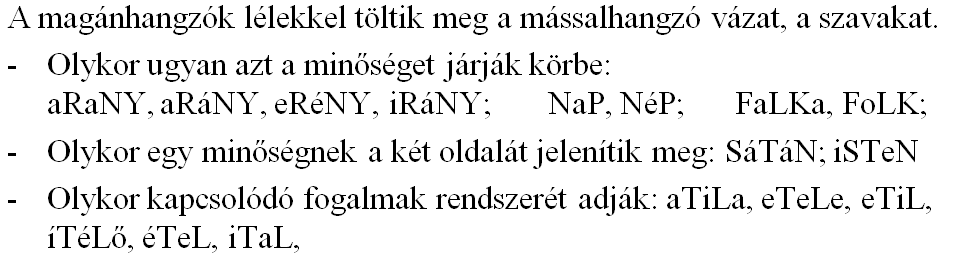 A magánhangzók lélekkel töltik meg a mássalhangzó vázat, a szavakat.
- Olykor ugyan azt a minőséget járják körbe:
aRaNY, aRáNY, eRéNY, iRáNY; NaP, NéP; FaLKa, FoLK;
- Olykor egy minőségnek a két oldalát jelenítik meg: SáTáN; iSTeN
- Olykor kapcsolódó fogalmak rendszerét adják: aTiLa, eTeLe, eTiL,
íTéLő, éTeL, iTaL,